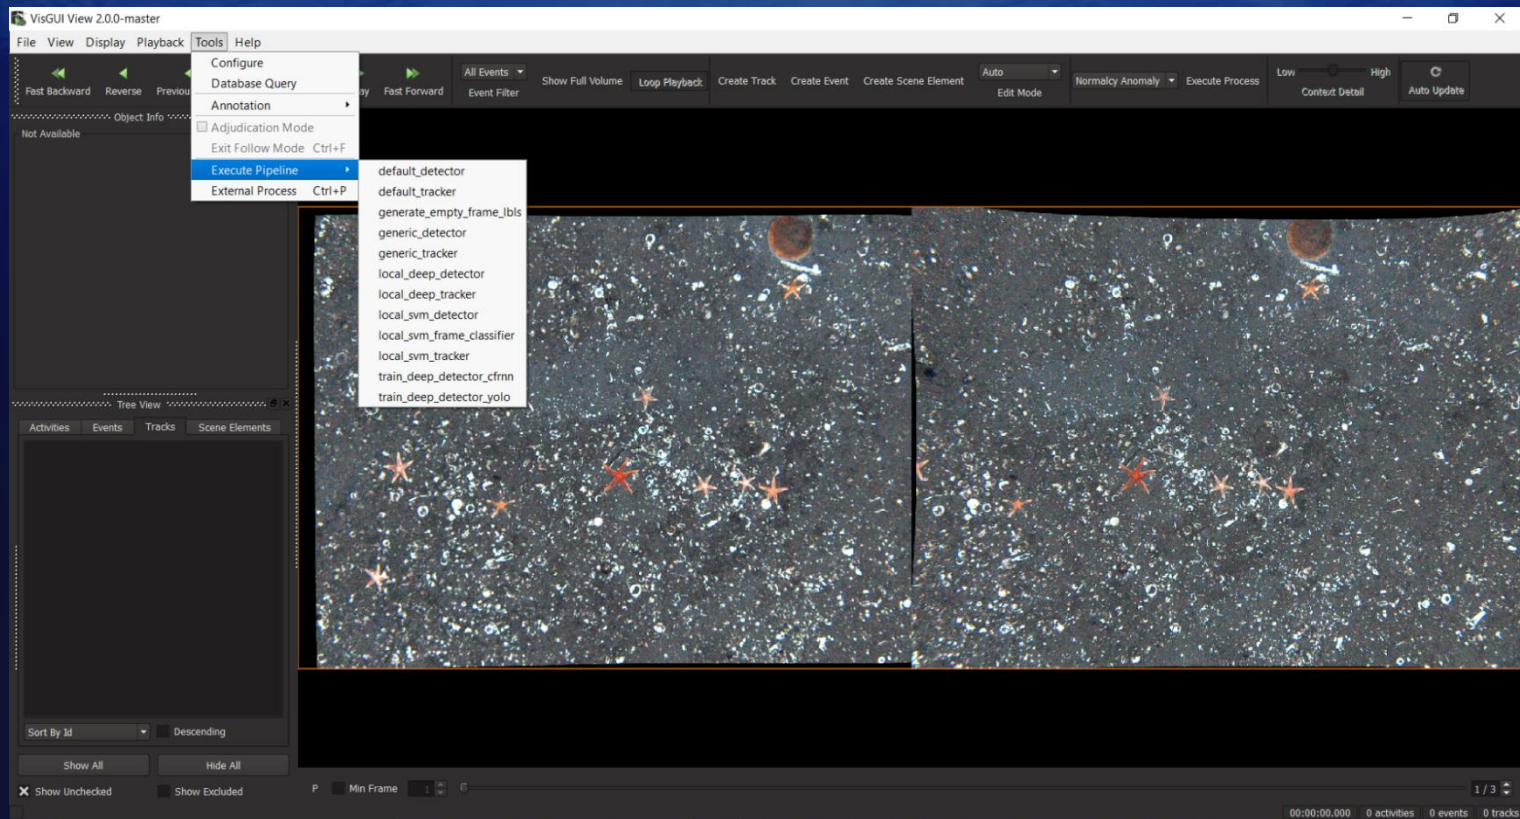 VisGUI View 2.0.0-master
File View Display Playback Tools Help
Fast Backward
Reverse
Fast Forward
All Events
Event Filter
Show Full Volume
Loop Playback
Create Track
Create Event
Create Scene Element
Auto
Edit Mode
Normalcy Anomaly
Execute Process
Low
High
Context Detail
Auto Update
Configure
Database Query
Annotation
Adjudication Mode
Exit Follow Mode Ctrl+F
Execute Pipeline
External Process Ctrl+P
default_detector
default_tracker
generate_empty_frame_lbls
generic_detector
generic_tracker
local_deep_detector
local_deep_tracker
local_svm_detector
local_svm_frame_classifier
local_svm_tracker
train_deep_detector_cfrnn
train_deep_detector_yolo
Object Info
Not Available
Tree View
Activities Events Tracks Scene Elements
Sort By Id
Descending
Show All
Hide All
Show Unchecked
Show Excluded
P
Min Frame
1
1 / 3
00:00:00.000 0 activities 0 events 0 tracks